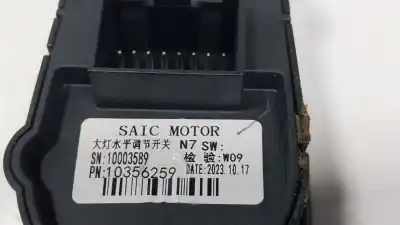 SAIC MOTOR
大灯水平调节开关 N7 SW:
SN:10003589 检 验:W09
PN:10356259 DATE:2023.10.17